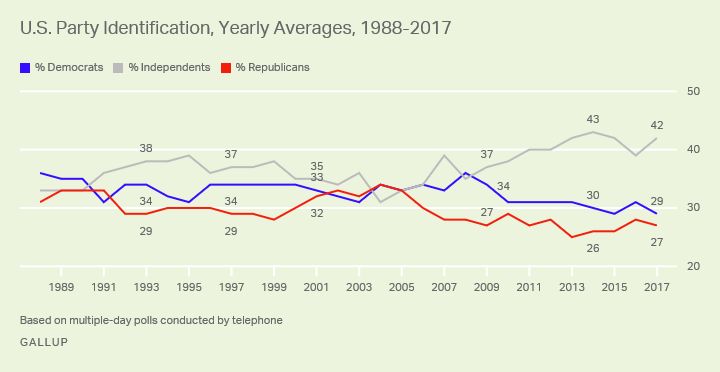 U.S. Party Identification, Yearly Averages, 1988-2017
% Democrats % Independents % Republicans
50
43
42
38 37 37 40
35
33
34 34 34 30 29
32 27 30
29 29 26 27
20
1989 1991 1993 1995 1997 1999 2001 2003 2005 2007 2009 2011 2013 2015 2017
Based on multiple-day polls conducted by telephone
GALLUP